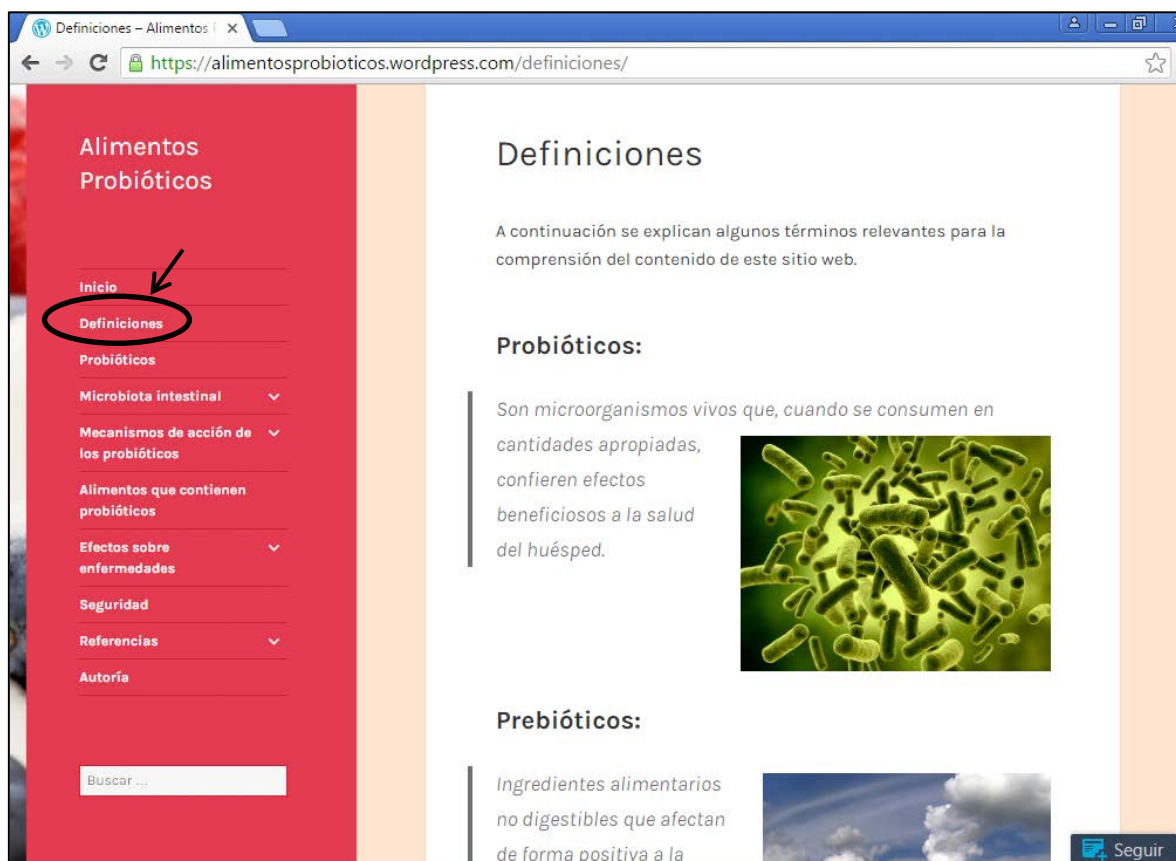 Definiciones – Alimentos
https://alimentosprobioticos.wordpress.com/definiciones/
Alimentos
Probióticos
Inicio
Definiciones
Probióticos
Microbiota intestinal
Mecanismos de acción de
los probióticos
Alimentos que contienen
probióticos
Efectos sobre
enfermedades
Seguridad
Referencias
Autoría
Buscar ...
Definiciones
A continuación se explican algunos términos relevantes para la
comprensión del contenido de este sitio web.
Probióticos:
Son microorganismos vivos que, cuando se consumen en
cantidades apropiadas,
confieren efectos
beneficiosos a la salud
del huésped.
Prebióticos:
Ingredientes alimentarios
no digestibles que afectan
de forma positiva a la
Seguir